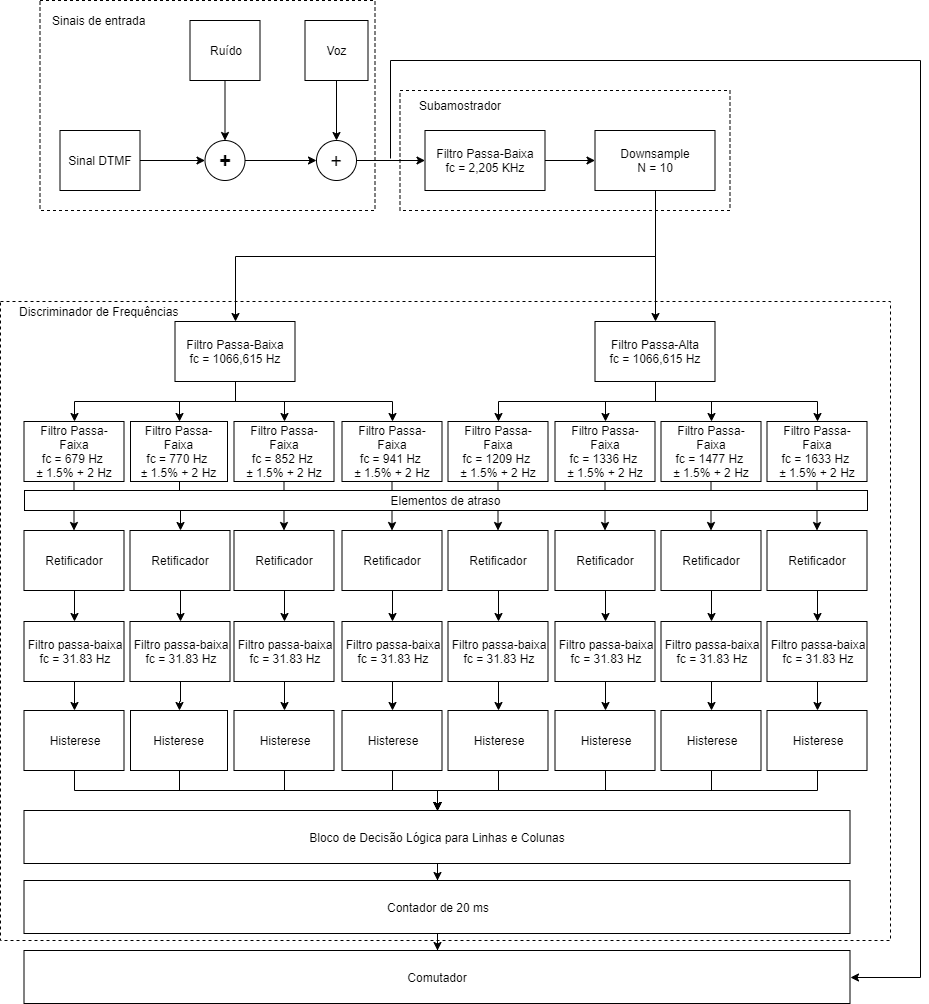 Sinais de entrada
Ruído
Voz
Subamostrador
Sinal DTMF
+
+
Filtro Passa-Baixa
fc = 2,205 KHz
Downsample
N = 10
Discriminador de Frequências
Filtro Passa-Baixa
fc = 1066,615 Hz
Filtro Passa-Alta
fc = 1066,615 Hz
Filtro Passa-
Faixa
fc = 679 Hz
± 1.5% + 2 Hz
Filtro Passa-
Faixa
fc = 770 Hz
± 1.5% + 2 Hz
Filtro Passa-
Faixa
fc = 852 Hz
± 1.5% + 2 Hz
Filtro Passa-
Faixa
fc = 941 Hz
± 1.5% + 2 Hz
Filtro Passa-
Faixa
fc = 1209 Hz
± 1.5% + 2 Hz
Filtro Passa-
Faixa
fc = 1336 Hz
± 1.5% + 2 Hz
Filtro Passa-
Faixa
fc = 1477 Hz
± 1.5% + 2 Hz
Filtro Passa-
Faixa
fc = 1633 Hz
± 1.5% + 2 Hz
Elementos de atraso
Retificador
Retificador
Retificador
Retificador
Retificador
Retificador
Retificador
Retificador
Filtro passa-baixa
fc = 31.83 Hz
Filtro passa-baixa
fc = 31.83 Hz
Filtro passa-baixa
fc = 31.83 Hz
Filtro passa-baixa
fc = 31.83 Hz
Filtro passa-baixa
fc = 31.83 Hz
Filtro passa-baixa
fc = 31.83 Hz
Filtro passa-baixa
fc = 31.83 Hz
Filtro passa-baixa
fc = 31.83 Hz
Histerese
Histerese
Histerese
Histerese
Histerese
Histerese
Histerese
Histerese
Bloco de Decisão Lógica para Linhas e Colunas
Contador de 20 ms
Comutador